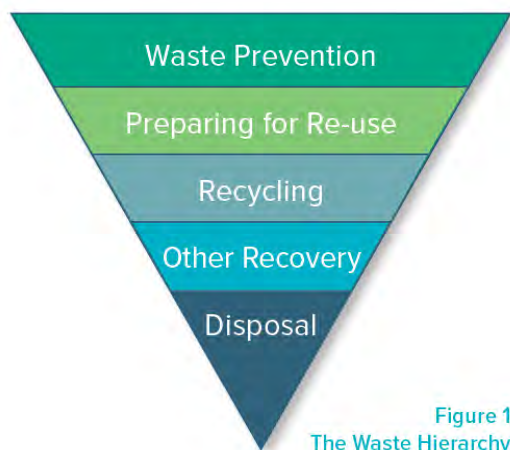 Waste Prevention
Preparing for Re-use
Recycling
Other Recovery
Disposal
Figure 1
The Waste Hierarchy